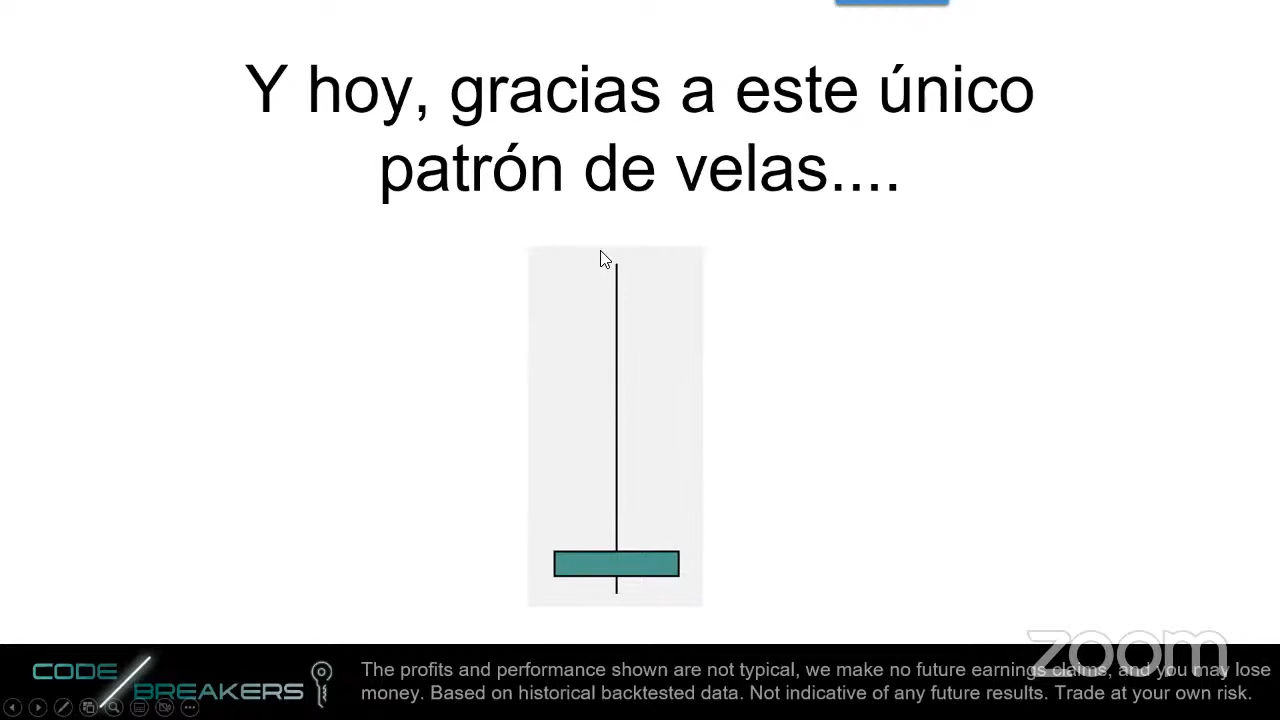 Y hoy, gracias a este único
patrón de velas....
zoom
CODE
BREAKERS
The profits and performance shown are not typical, we make no future earnings claims, and you may lose
money. Based on historical backtested data. Not indicative of any future results. Trade at your own risk.